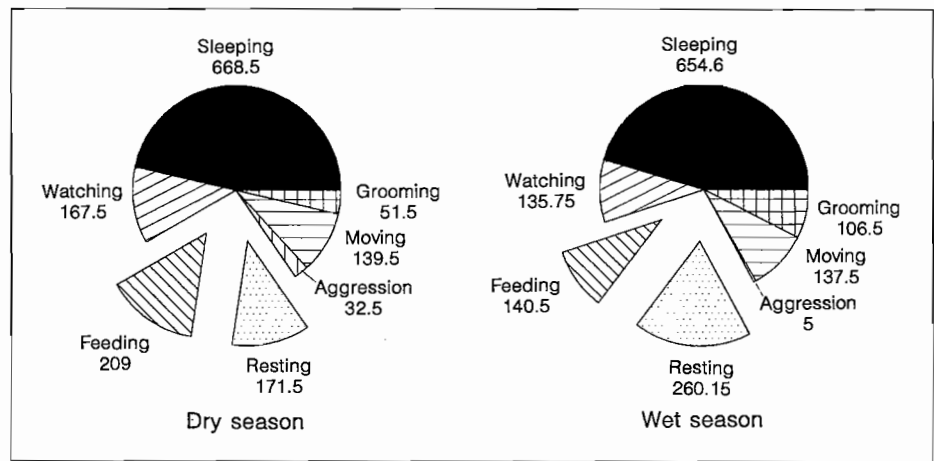 Sleeping
668.5
Watching
167.5
Grooming
51.5
Moving
139.5
Aggression
32.5
Feeding
209
Resting
171.5
Dry season
Sleeping
654.6
Watching
135.75
Grooming
106.5
Moving
137.5
Aggression
5
Feeding
140.5
Resting
260.15
Wet season